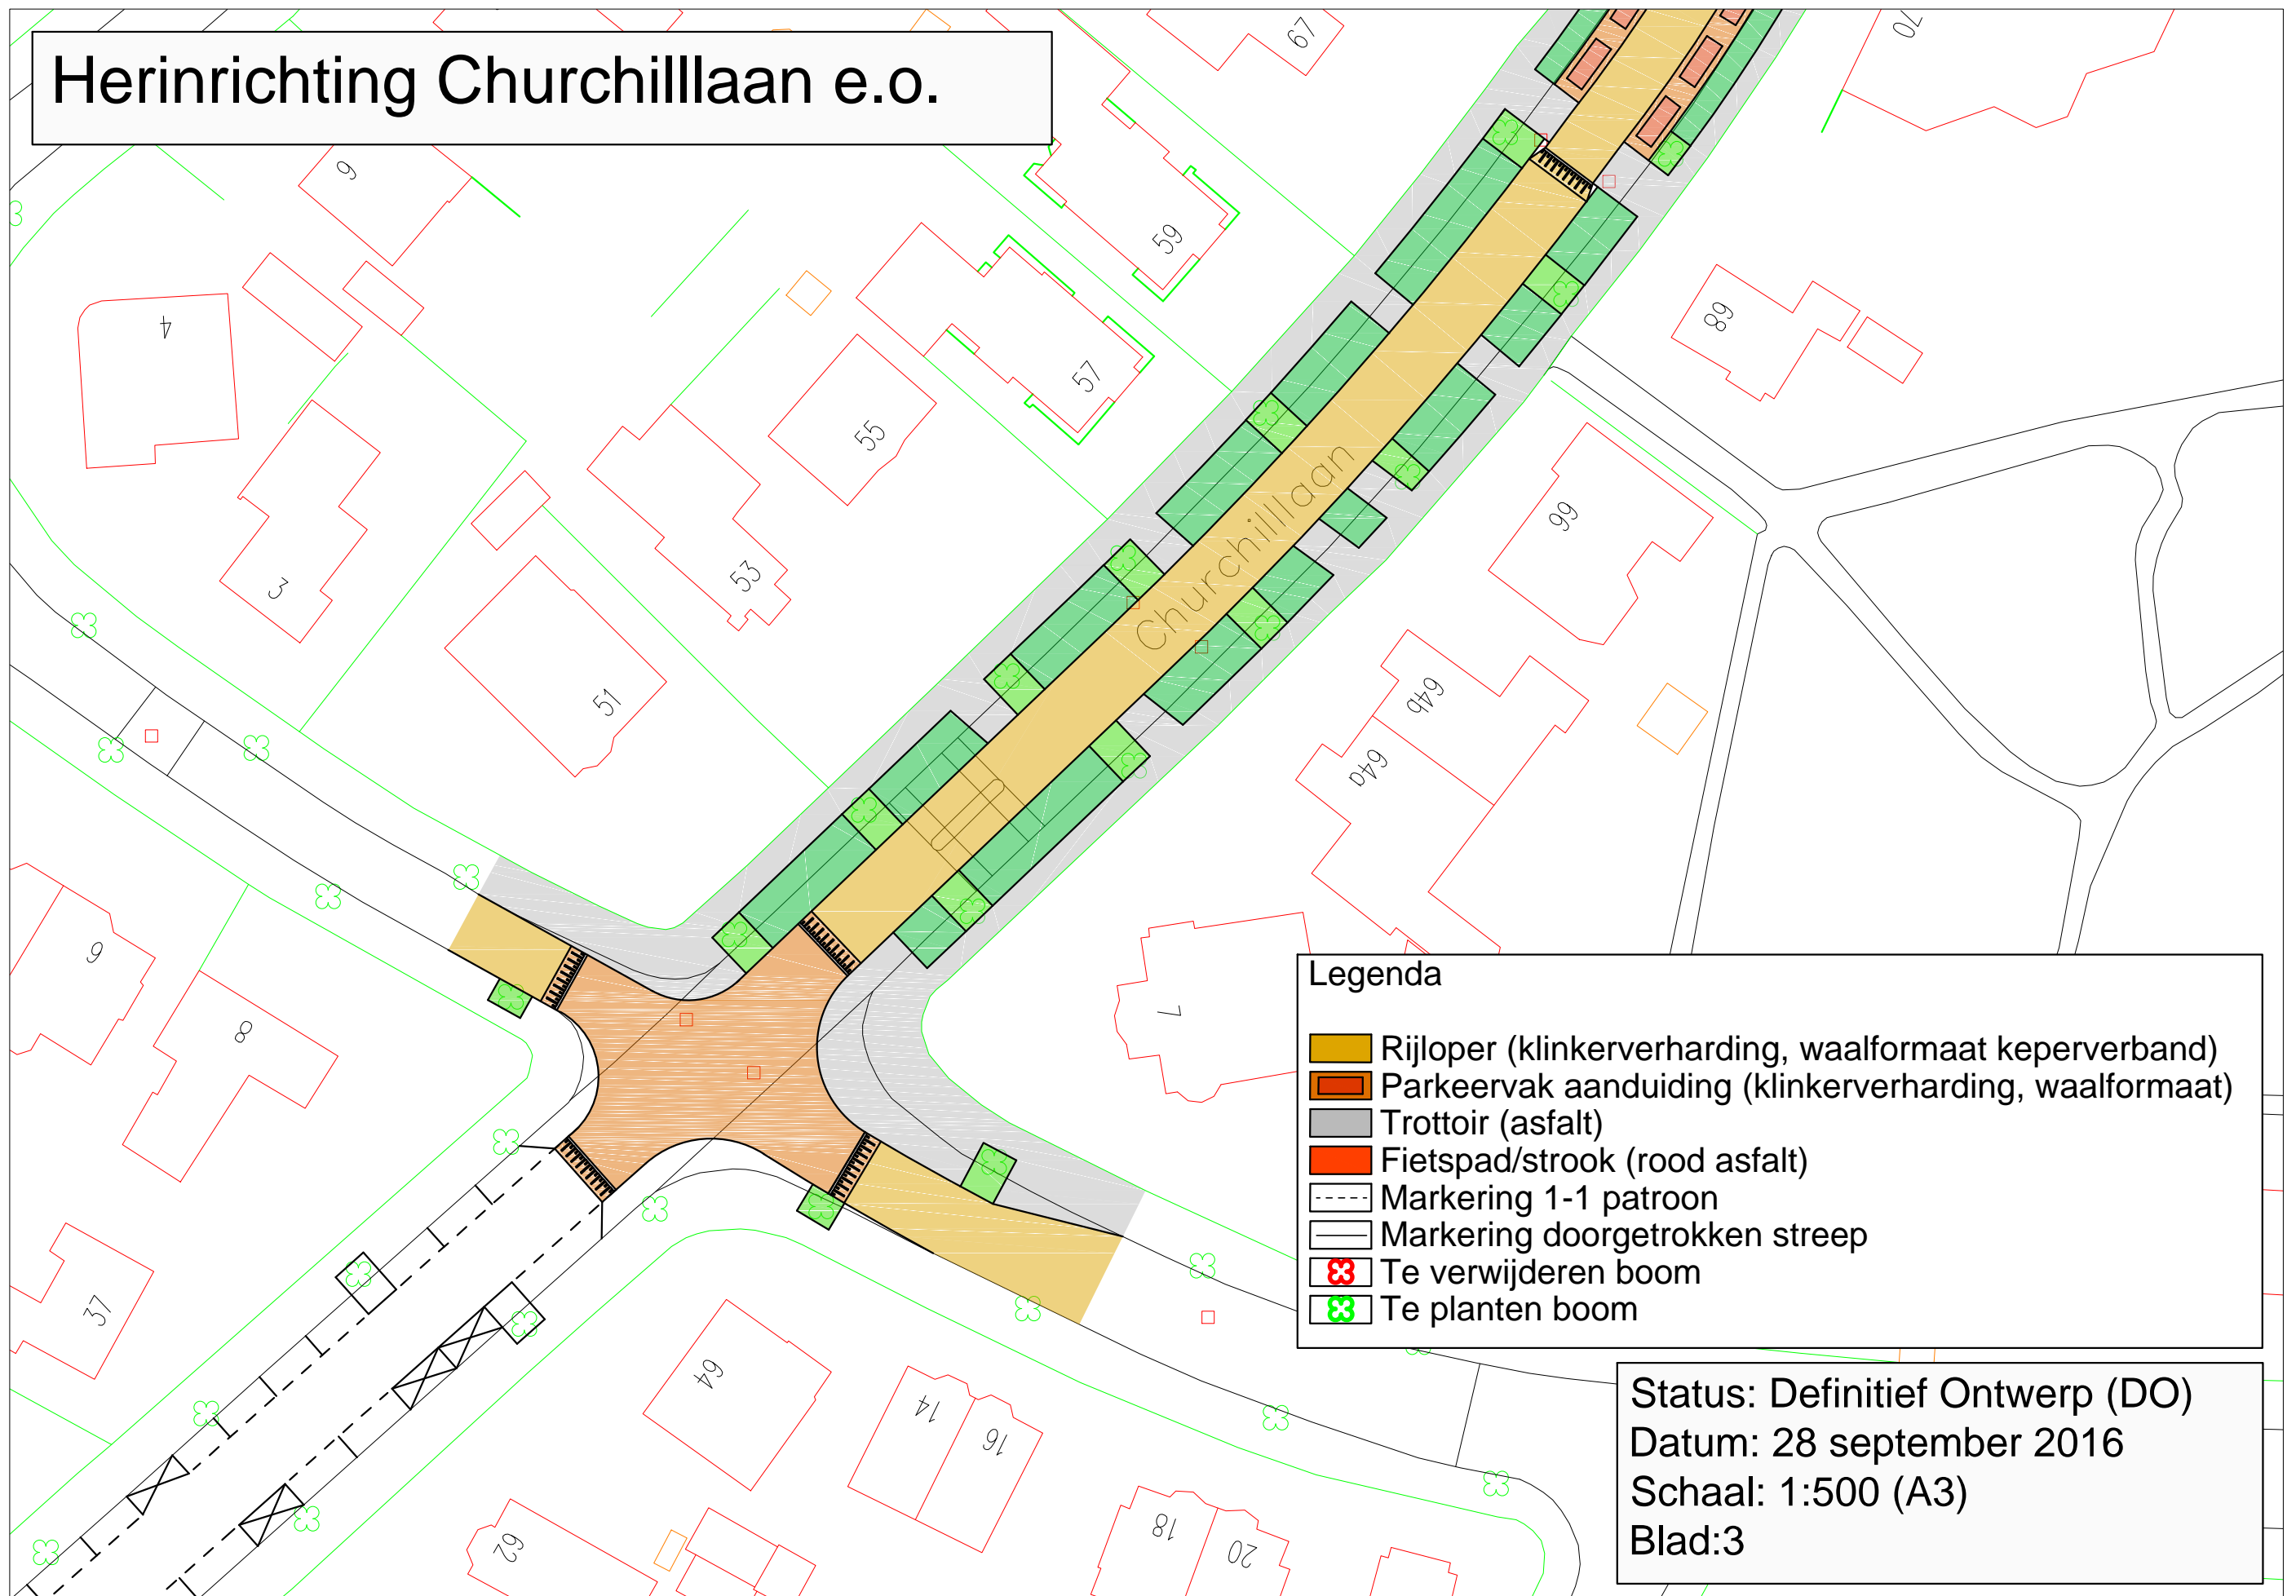 Herinrichting Churchilllaan e.o.
67
70
9
59
4
57
68
55
3
53
66
Churchilllaan
51
64b
64a
9
8
7
37
64
14
16
62
18
20
Legenda
Rijloper (klinkerverharding, waalformaat keperverband)
Parkeervak aanduiding (klinkerverharding, waalformaat)
Trottoir (asfalt)
Fietspad/strook (rood asfalt)
Markering 1-1 patroon
Markering doorgetrokken streep
Te verwijderen boom
Te planten boom
Status: Definitief Ontwerp (DO)
Datum: 28 september 2016
Schaal: 1:500 (A3)
Blad:3